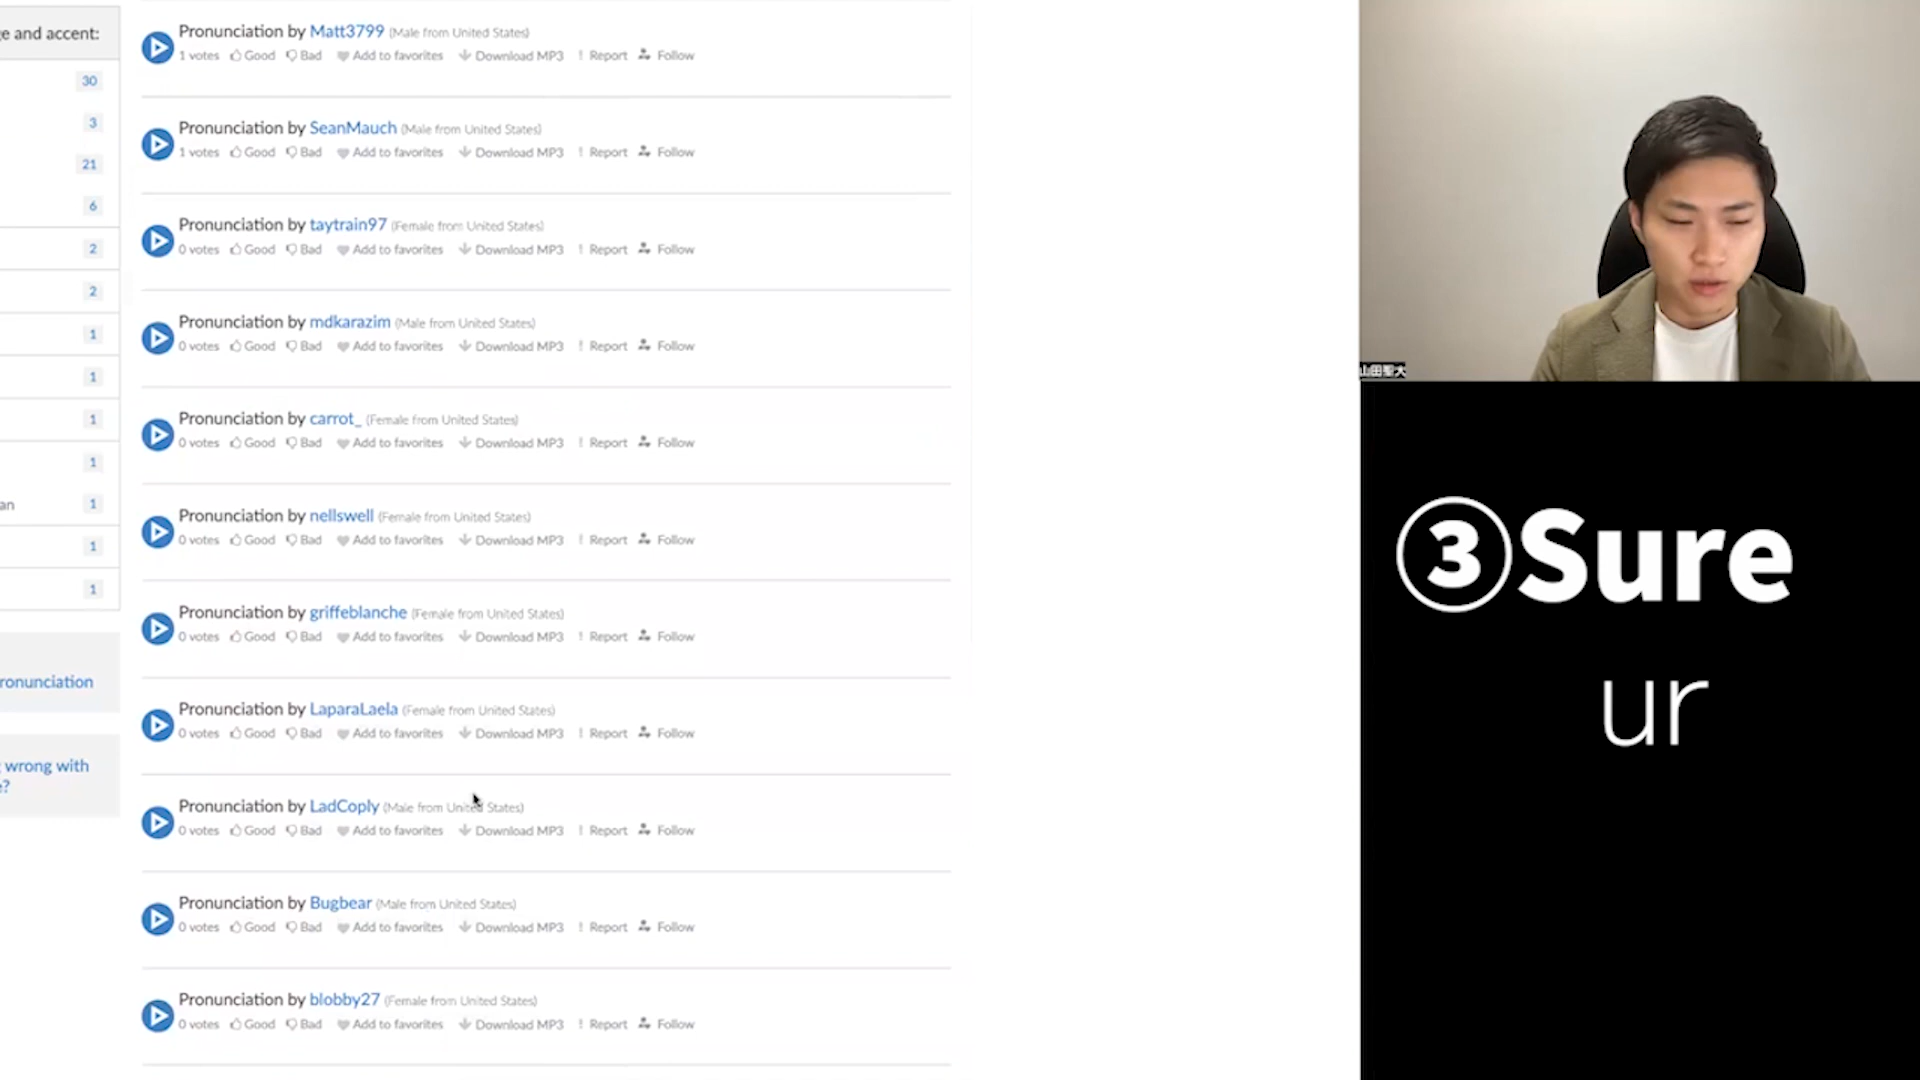 e and accent:
30
3
21
6
2
2
1
1
1
1
an 1
1
1
ronunciation
wrong with
e?
Pronunciation by Matt3799 (Male from United States)
1 votes Good Bad Add to favorites Download MP3 ! Report Follow
Pronunciation by SeanMauch (Male from United States)
1 votes Good Bad Add to favorites Download MP3 ! Report Follow
Pronunciation by taytrain97 (Female from United States)
0 votes Good Bad Add to favorites Download MP3 ! Report Follow
Pronunciation by mdkarazim (Male from United States)
0 votes Good Bad Add to favorites Download MP3 ! Report Follow
Pronunciation by carrot_ (Female from United States)
0 votes Good Bad Add to favorites Download MP3 ! Report Follow
Pronunciation by nellswell (Female from United States)
0 votes Good Bad Add to favorites Download MP3 ! Report Follow
Pronunciation by griffeblanche (Female from United States)
0 votes Good Bad Add to favorites Download MP3 ! Report Follow
Pronunciation by LaparaLaela (Female from United States)
0 votes Good Bad Add to favorites Download MP3 ! Report Follow
Pronunciation by LadCoply (Male from United States)
0 votes Good Bad Add to favorites Download MP3 ! Report Follow
Pronunciation by Bugbear (Male from United States)
0 votes Good Bad Add to favorites Download MP3 ! Report Follow
Pronunciation by blobby27 (Female from United States)
0 votes Good Bad Add to favorites Download MP3 ! Report Follow
③Sure
ur